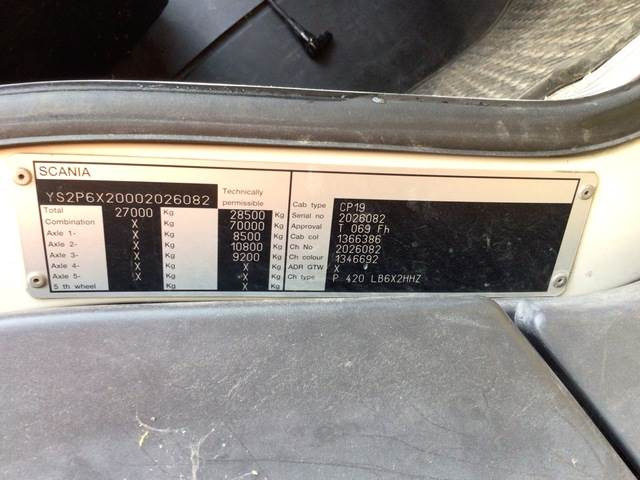 SCANIA
YS2P6X20002026082
Technically
permissible
Total 27000 Kg 28500 Kg
Combination X Kg 70000 Kg
Axle 1- X Kg 8500 Kg
Axle 2- X Kg 10800 Kg
Axle 3- X Kg 9200 Kg
Axle 4- X Kg X Kg
Axle 5- X Kg X Kg
5 th wheel X Kg X Kg
Cab type CP19
Serial no 2026082
Approval T 069 Fh
Cab col 1366386
Ch No 2026082
Ch colour 1346692
ADR GTW X
Ch type P 420 LB6X2HHZ